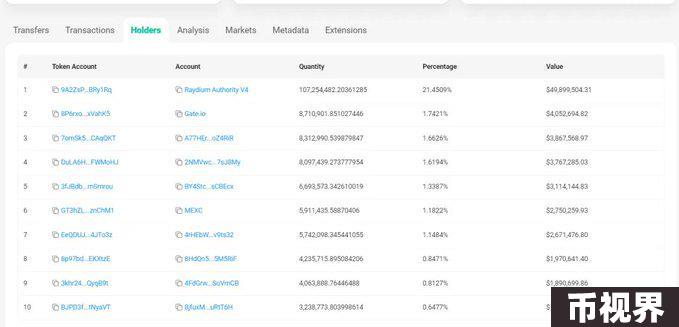 Transfers Transactions Holders Analysis Markets Metadata Extensions
# Token Account Account Quantity Percentage Value
1 9A2ZsP...BRy1Rq Raydium Authority V4 107,254,482.20361285 21.4509% $49,899,504.31
2 8P6rxo...xVahK5 Gate.io 8,710,901.851027446 1.7421% $4,052,694.82
3 7omSk5...CAqQKT A77HEr...oZ4RiR 8,312,990.539879847 1.6626% $3,867,568.97
4 DuLA6H...FWMoHJ 2NMVwc...7sJ8My 8,097,439.273777954 1.6194% $3,767,285.03
5 3fJBdb...mSmrou BY4Stc...sCBEcx 6,693,573.342610019 1.3387% $3,114,144.83
6 GT3hZL...znChM1 MEXC 5,911,435.58870406 1.1822% $2,750,259.93
7 EeQDUJ...4JTo3z 4rHEbW...v9ts32 5,742,098.345441055 1.1484% $2,671,476.80
8 6p97bd...EKXtzE 8HdQn5...5M5RiF 4,235,715.895084206 0.8471% $1,970,641.40
9 3khr24...QyqB9t 4FdGrw...SoVmCB 4,063,888.76446488 0.8127% $1,890,699.86
10 BJPD3f...tNyaVT 8jfuxM...uRtT6H 3,238,773.803998614 0.6477%
币视界